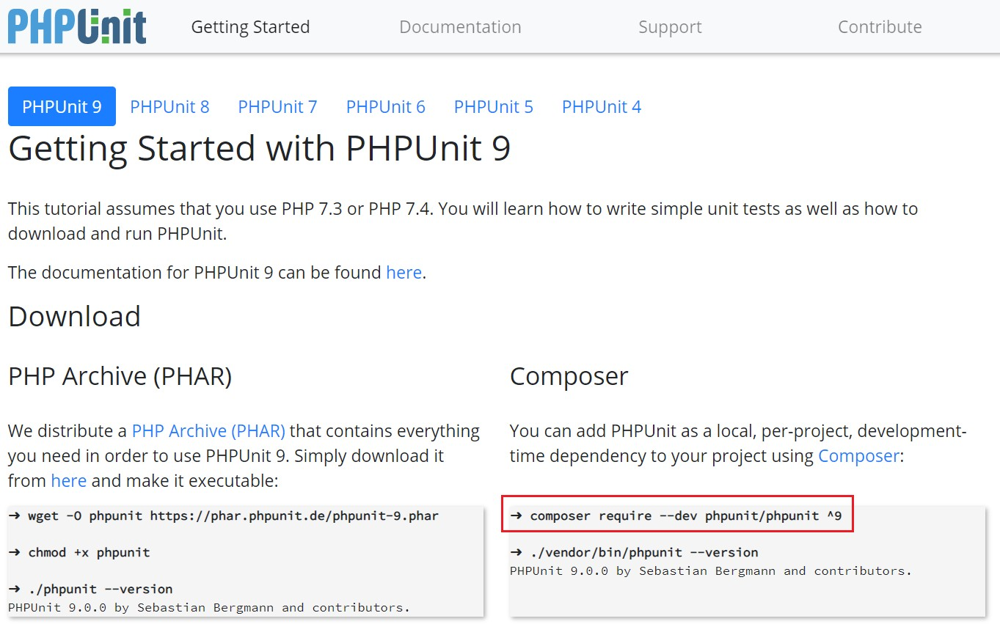 PHPUnit
Getting Started
Documentation
Support
Contribute
PHPUnit 9
PHPUnit 8
PHPUnit 7
PHPUnit 6
PHPUnit 5
PHPUnit 4
Getting Started with PHPUnit 9
This tutorial assumes that you use PHP 7.3 or PHP 7.4. You will learn how to write simple unit tests as well as how to
download and run PHPUnit.
The documentation for PHPUnit 9 can be found here.
Download
PHP Archive (PHAR)
We distribute a PHP Archive (PHAR) that contains everything
you need in order to use PHPUnit 9. Simply download it
from here and make it executable:
➜ wget -O phpunit https://phar.phpunit.de/phpunit-9.phar
➜ chmod +x phpunit
➜ ./phpunit --version
PHPUnit 9.0.0 by Sebastian Bergmann and contributors.
Composer
You can add PHPUnit as a local, per-project, development-
time dependency to your project using Composer:
➜ composer require --dev phpunit/phpunit ^9
➜ ./vendor/bin/phpunit --version
PHPUnit 9.0.0 by Sebastian Bergmann and contributors.